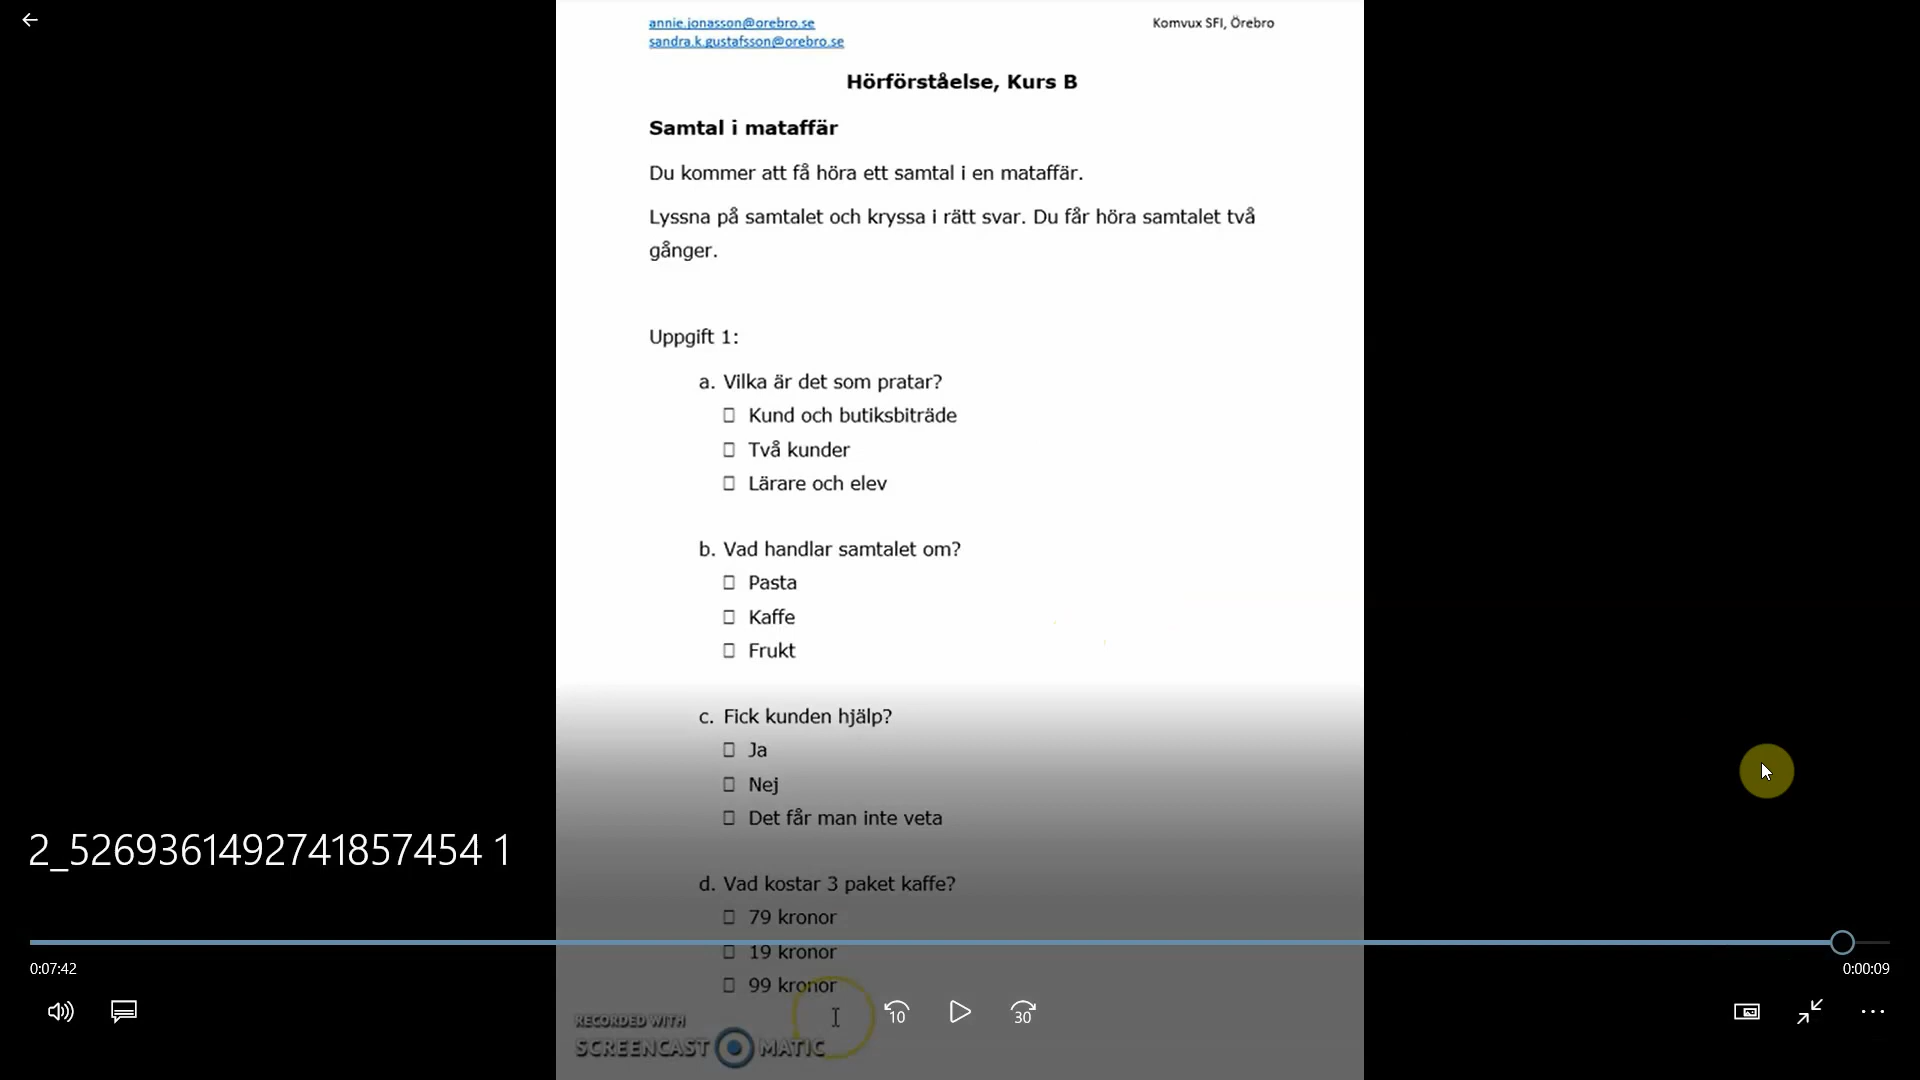 annie.jonasson@orebro.se
Komvux SFI, Örebro
sandra.k.gustafsson@orebro.se
Hörförståelse, Kurs B
Samtal i mataffär
Du kommer att få höra ett samtal i en mataffär.
Lyssna på samtalet och kryssa i rätt svar. Du får höra samtalet två
gånger.
Uppgift 1:
a. Vilka är det som pratar?
Kund och butiksbiträde
Två kunder
Lärare och elev
b. Vad handlar samtalet om?
Pasta
Kaffe
Frukt
c. Fick kunden hjälp?
Ja
Nej
Det får man inte veta
d. Vad kostar 3 paket kaffe?
79 kronor
19 kronor
99 kronor
2_5269361492741857454 1
0:07:42
0:00:09
10
30
RECORDED WITH
SCREENCAST MATIC